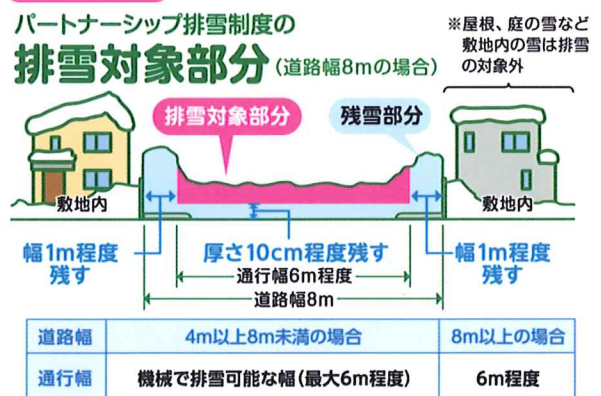 パートナーシップ排雪制度の
排雪対象部分(道路幅8mの場合)
※屋根、庭の雪など
敷地内の雪は排雪
の対象外
排雪対象部分
残雪部分
敷地内
敷地内
幅1m程度
残す
厚さ10cm程度残す
幅1m程度
残す
通行幅6m程度
道路幅8m
道路幅 4m以上8m未満の場合 8m以上の場合
通行幅 機械で排雪可能な幅(最大6m程度) 6m程度